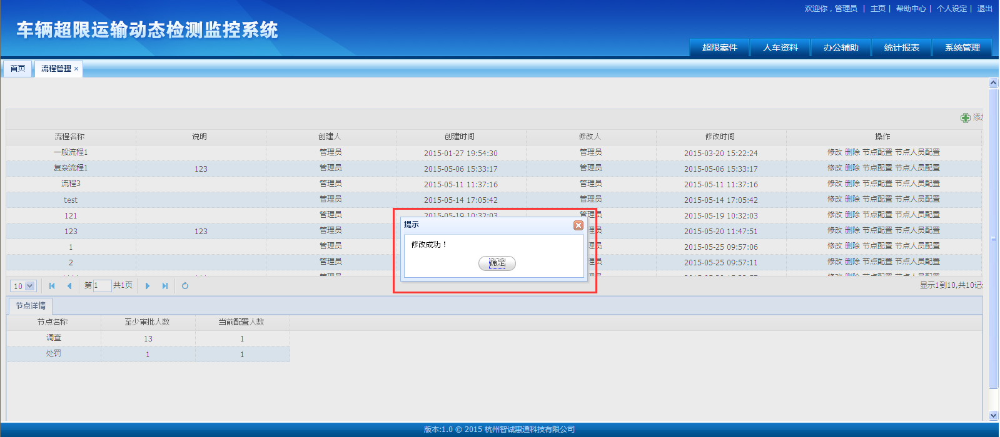 欢迎你，管理员 | 主页 | 帮助中心 | 个人设定 | 退出
车辆超限运输动态检测监控系统
超限案件 人车资料 办公辅助 统计报表 系统管理
首页 流程管理 ×
添加
流程名称 说明 创建人 创建时间 修改人 修改时间 操作
一般流程1 管理员 2015-01-27 19:54:30 管理员 2015-03-20 15:22:24 修改 删除 节点配置 节点人员配置
复杂流程1 123 管理员 2015-05-06 15:33:17 管理员 2015-05-06 15:33:17 修改 删除 节点配置 节点人员配置
流程3 管理员 2015-05-11 11:37:16 管理员 2015-05-11 11:37:16 修改 删除 节点配置 节点人员配置
test 管理员 2015-05-14 17:05:42 管理员 2015-05-14 17:05:42 修改 删除 节点配置 节点人员配置
121 管理员 2015-05-19 10:32:03 管理员 2015-05-19 10:32:03 修改 删除 节点配置 节点人员配置
123 123 管理员 理员 2015-05-20 11:47:51 修改 删除 节点配置 节点人员配置
1 管理员 理员 2015-05-25 09:57:06 修改 删除 节点配置 节点人员配置
2 管理员 理员 2015-05-25 09:57:11 修改 删除 节点配置 节点人员配置
提示
修改成功！
确定
10 第 1 共1页 显示1到10,共10记
节点详情
节点名称 至少审批人数 当前配置人数
调查 13 1
处罚 1 1
版本:1.0 © 2015 杭州智诚惠通科技有限公司